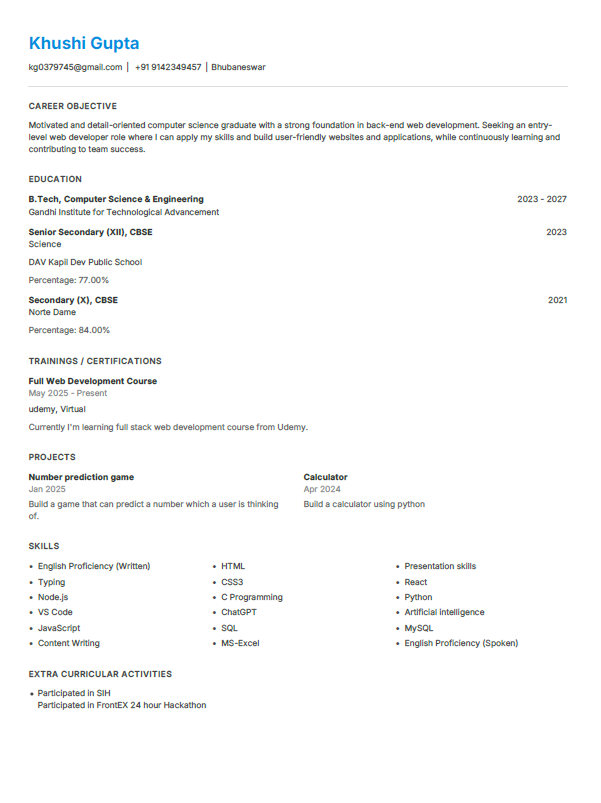 Khushi Gupta
kg0379745@gmail.com | +91 9142349457 | Bhubaneswar
CAREER OBJECTIVE
Motivated and detail-oriented computer science graduate with a strong foundation in back-end web development. Seeking an entry-
level web developer role where I can apply my skills and build user-friendly websites and applications, while continuously learning and
contributing to team success.
EDUCATION
B.Tech, Computer Science & Engineering 2023 - 2027
Gandhi Institute for Technological Advancement
Senior Secondary (XII), CBSE 2023
Science
DAV Kapil Dev Public School
Percentage: 77.00%
Secondary (X), CBSE 2021
Norte Dame
Percentage: 84.00%
TRAININGS / CERTIFICATIONS
Full Web Development Course
May 2025 - Present
udemy, Virtual
Currently I'm learning full stack web development course from Udemy.
PROJECTS
Number prediction game
Jan 2025
Build a game that can predict a number which a user is thinking
of.
Calculator
Apr 2024
Build a calculator using python
SKILLS
• English Proficiency (Written) • HTML • Presentation skills
• Typing • CSS3 • React
• Node.js • C Programming • Python
• VS Code • ChatGPT • Artificial intelligence
• JavaScript • SQL • MySQL
• Content Writing • MS-Excel • English Proficiency (Spoken)
EXTRA CURRICULAR ACTIVITIES
• Participated in SIH
Participated in FrontEX 24 hour Hackathon